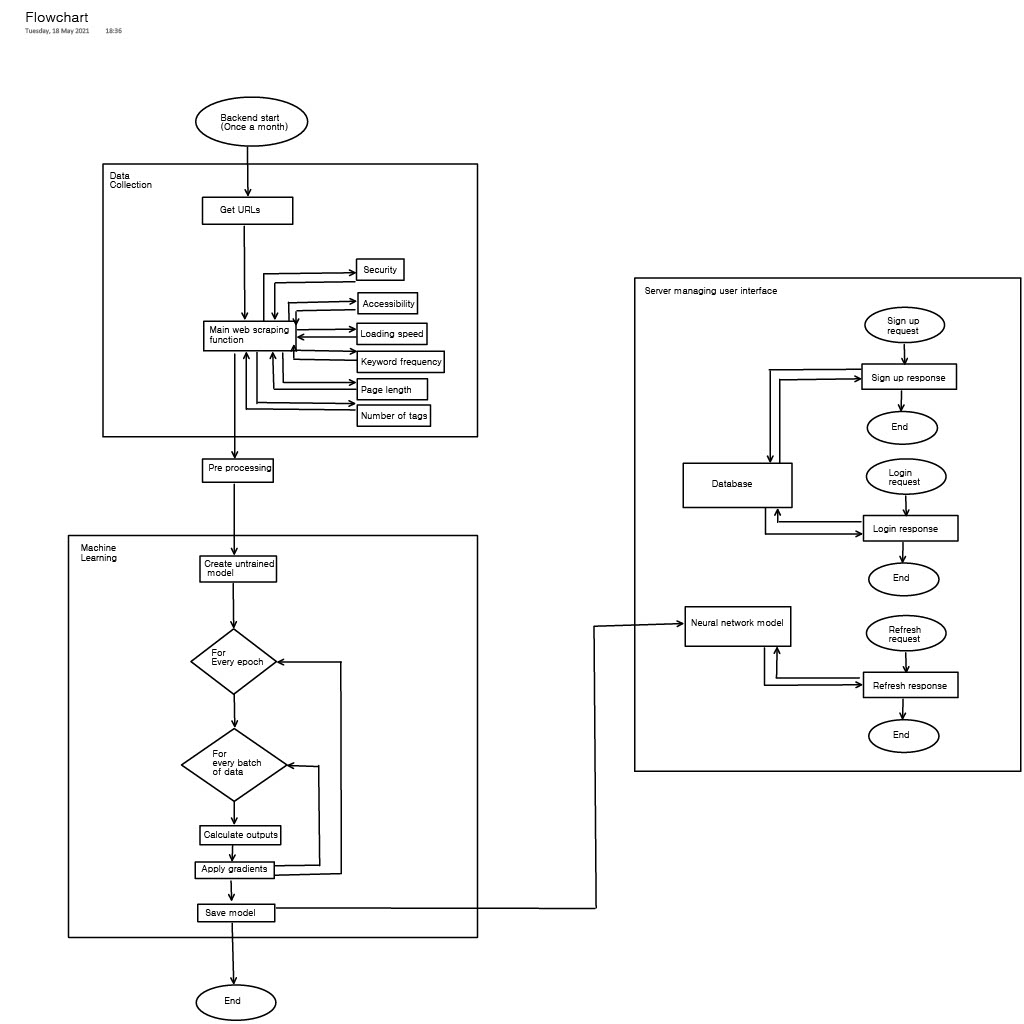 Flowchart
Tuesday, 18 May 2021 18:36
Backend start
(Once a month)
Data
Collection
Get URLs
Security
Accessibility
Main web scraping
function
Loading speed
Keyword frequency
Page length
Number of tags
Pre processing
Machine
Learning
Create untrained
model
For
Every epoch
For
every batch
of data
Calculate outputs
Apply gradients
Save model
End
Server managing user interface
Sign up
request
Sign up response
End
Database
Login
request
Login response
End
Neural network model
Refresh
request
Refresh response
End